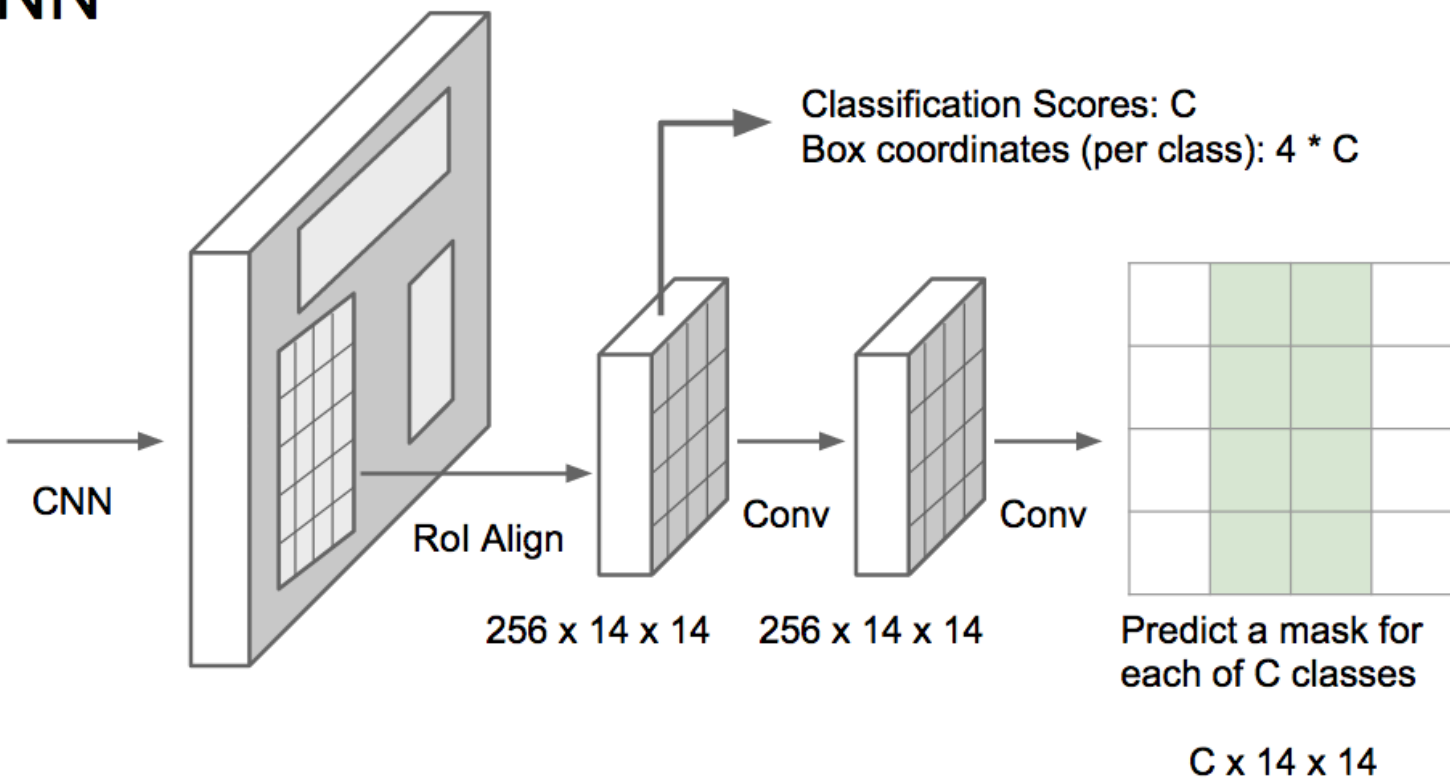 Classification Scores: C
Box coordinates (per class): 4 * C
CNN
RoI Align
Conv
Conv
256 x 14 x 14
256 x 14 x 14
Predict a mask for
each of C classes
C x 14 x 14